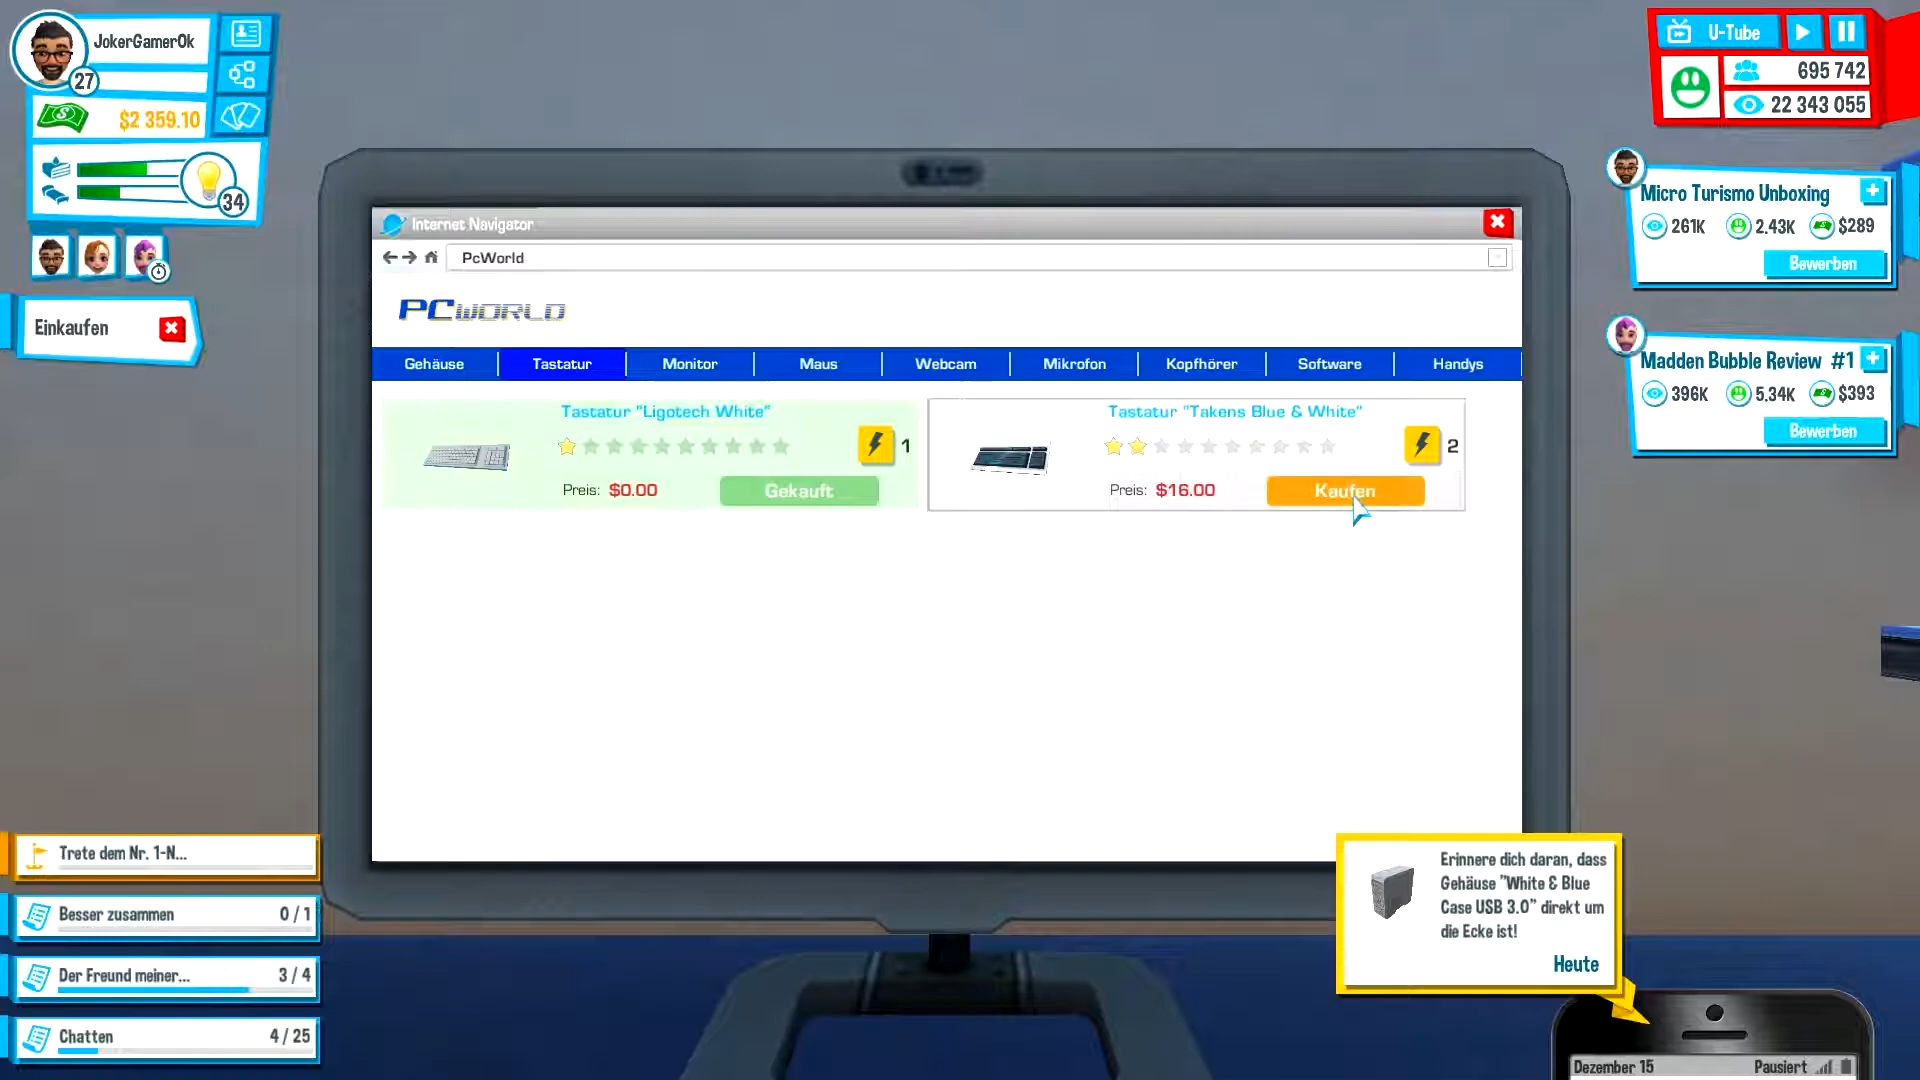 JokerGamerOk
27
$2 359.10
34
Einkaufen
Trete dem Nr. 1-N...
Besser zusammen 0 / 1
Der Freund meiner... 3 / 4
Chatten 4 / 25
Internet Navigator
PcWorld
PCWORLD
Gehäuse Tastatur Monitor Maus Webcam Mikrofon Kopfhörer Software Handys
Tastatur "Ligotech White"
1
Preis: $0.00 Gekauft
Tastatur "Takens Blue & White"
2
Preis: $16.00 Kaufen
U-Tube
695 742
22 343 055
Micro Turismo Unboxing
261K 2.43K $289
Bewerben
Madden Bubble Review #1
396K 5.34K $393
Bewerben
Erinnere dich daran, dass
Gehäuse "White & Blue
Case USB 3.0" direkt um
die Ecke ist!
Heute
Dezember 15 Pausiert